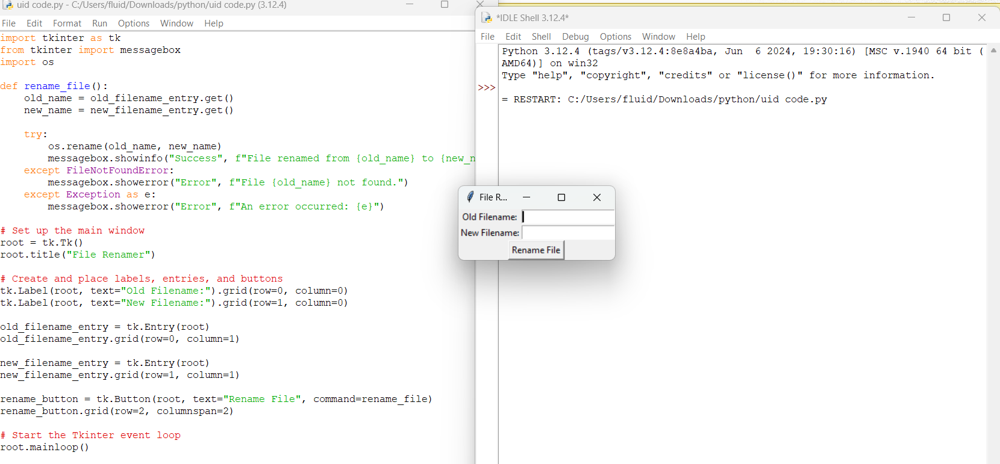 uid code.py - C:/Users/fluid/Downloads/python/uid code.py (3.12.4)
File Edit Format Run Options Window Help
import tkinter as tk
from tkinter import messagebox
import os
def rename_file():
    old_name = old_filename_entry.get()
    new_name = new_filename_entry.get()
    try:
        os.rename(old_name, new_name)
        messagebox.showinfo("Success", f"File renamed from {old_name} to {new_n
    except FileNotFoundError:
        messagebox.showerror("Error", f"File {old_name} not found.")
    except Exception as e:
        messagebox.showerror("Error", f"An error occurred: {e}")
# Set up the main window
root = tk.Tk()
root.title("File Renamer")
# Create and place labels, entries, and buttons
tk.Label(root, text="Old Filename:").grid(row=0, column=0)
tk.Label(root, text="New Filename:").grid(row=1, column=0)
old_filename_entry = tk.Entry(root)
old_filename_entry.grid(row=0, column=1)
new_filename_entry = tk.Entry(root)
new_filename_entry.grid(row=1, column=1)
rename_button = tk.Button(root, text="Rename File", command=rename_file)
rename_button.grid(row=2, columnspan=2)
# Start the Tkinter event loop
root.mainloop()
*IDLE Shell 3.12.4*
File Edit Shell Debug Options Window Help
Python 3.12.4 (tags/v3.12.4:8e8a4ba, Jun  6 2024, 19:30:16) [MSC v.1940 64 bit (
AMD64)] on win32
Type "help", "copyright", "credits" or "license()" for more information.
>>>
= RESTART: C:/Users/fluid/Downloads/python/uid code.py
File R...
Old Filename:
New Filename:
Rename File